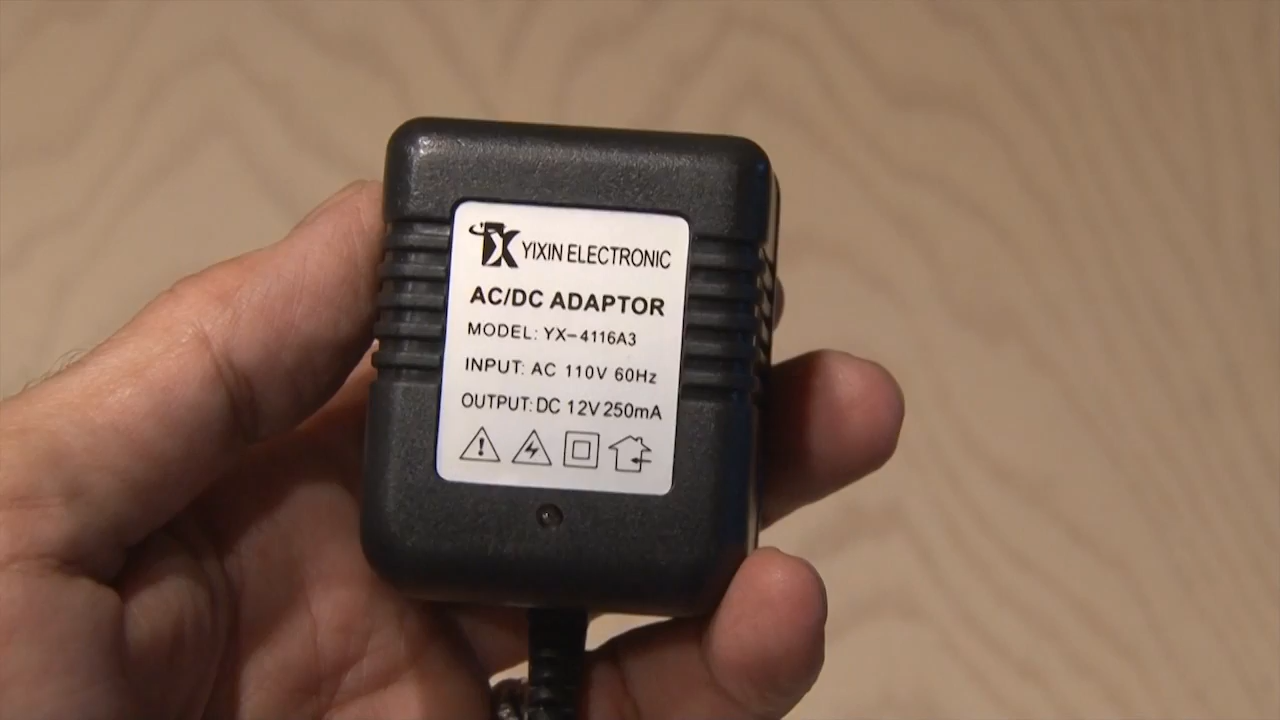 YIXIN ELECTRONIC
AC/DC ADAPTOR
MODEL: YX-4116A3
INPUT: AC 110V 60Hz
OUTPUT: DC 12V 250mA